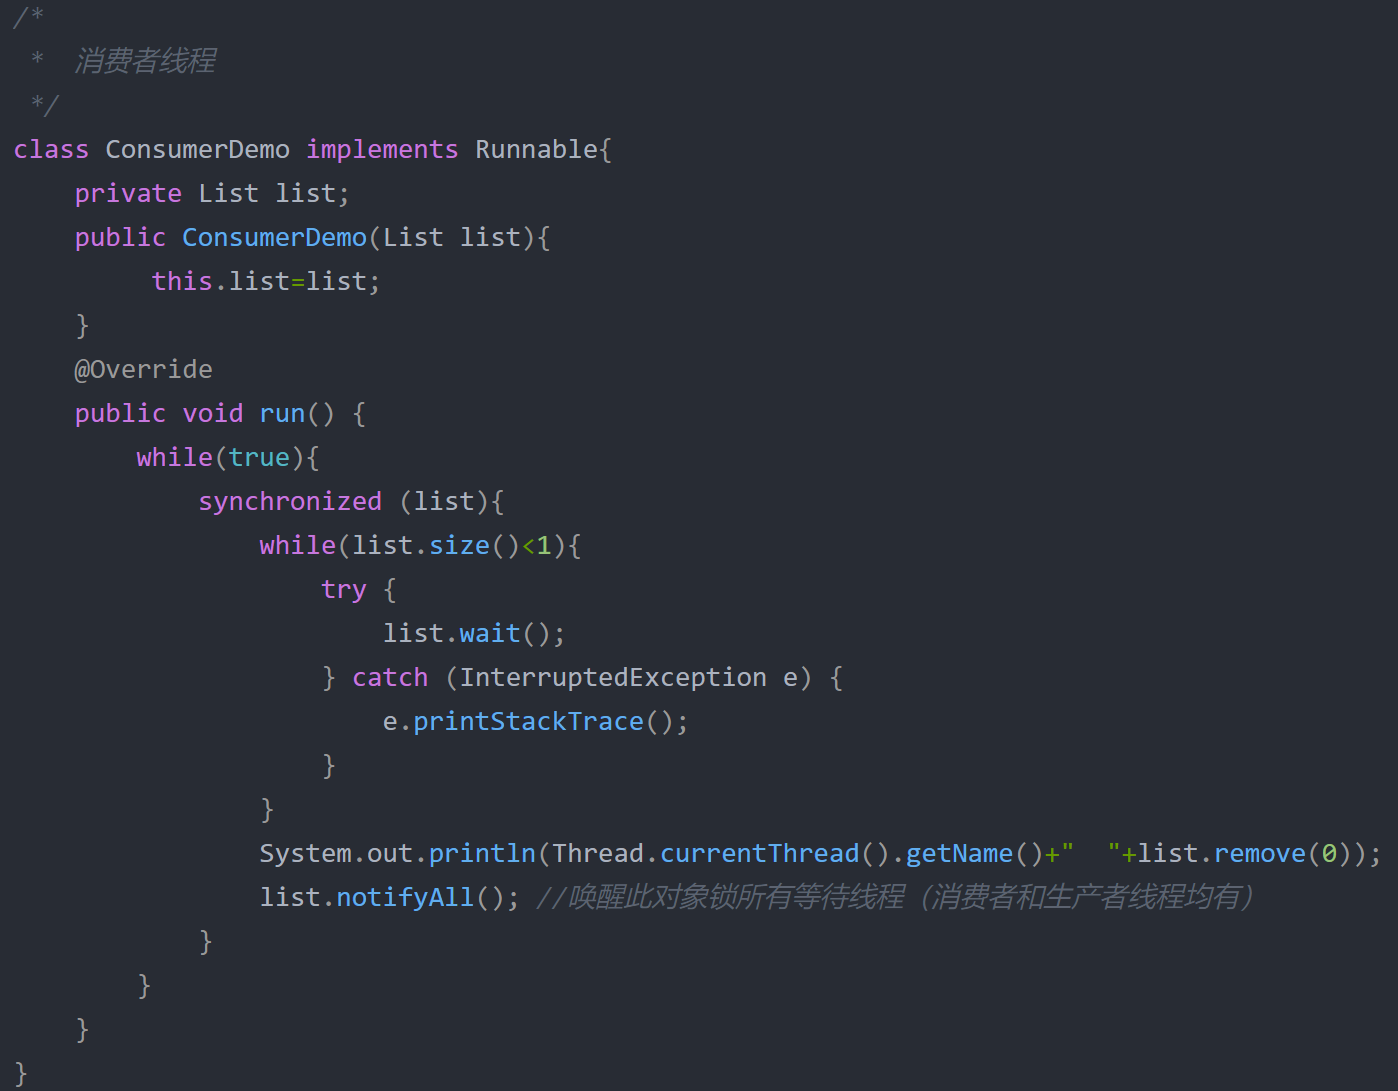 /*
 *  消费者线程
 */
class ConsumerDemo implements Runnable{
    private List list;
    public ConsumerDemo(List list){
         this.list=list;
    }
    @Override
    public void run() {
        while(true){
            synchronized (list){
                while(list.size()<1){
                    try {
                        list.wait();
                    } catch (InterruptedException e) {
                        e.printStackTrace();
                    }
                }
                System.out.println(Thread.currentThread().getName()+"  "+list.remove(0));
                list.notifyAll(); //唤醒此对象锁所有等待线程（消费者和生产者线程均有）
            }
        }
    }
}